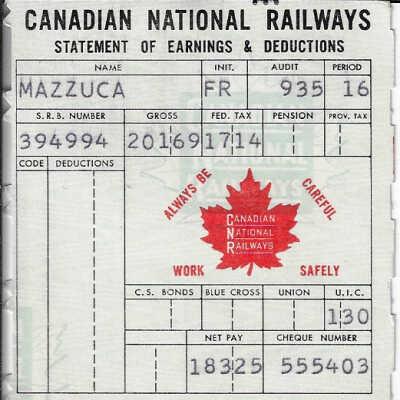 CANADIAN NATIONAL RAILWAYS
STATEMENT OF EARNINGS & DEDUCTIONS
NAME INIT. AUDIT PERIOD
MAZZUCA FR 935 16
S.R.B. NUMBER GROSS FED. TAX PENSION PROV. TAX
394994 20169 1714
CODE DEDUCTIONS
ALWAYS BE CAREFUL
CANADIAN
NATIONAL
RAILWAYS
WORK SAFELY
C.S. BONDS BLUE CROSS UNION U.I.C.
130
NET PAY CHEQUE NUMBER
18325 555403